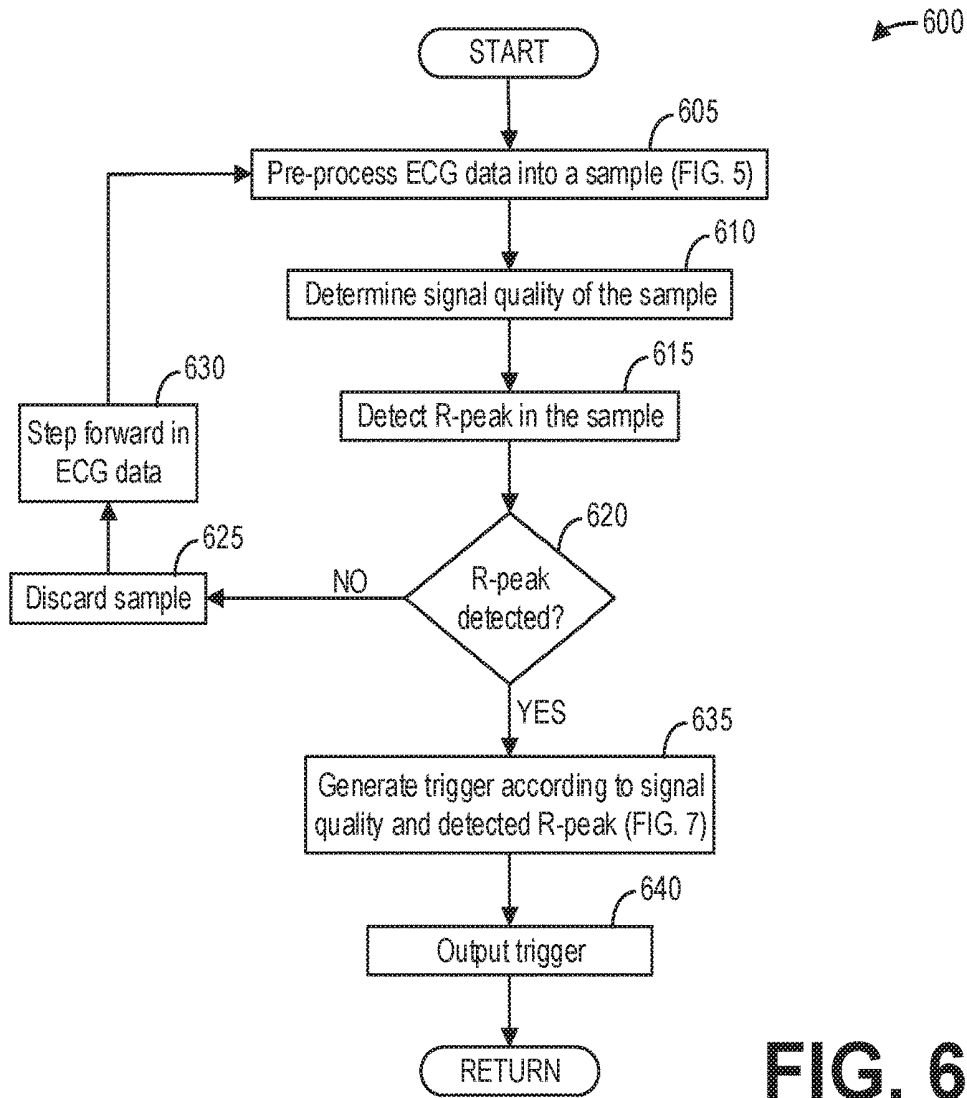 600
START
605
Pre-process ECG data into a sample (FIG. 5)
610
Determine signal quality of the sample
615
Detect R-peak in the sample
630
Step forward in
ECG data
620
R-peak
detected?
625
Discard sample
NO
YES
635
Generate trigger according to signal
quality and detected R-peak (FIG. 7)
640
Output trigger
RETURN
FIG. 6